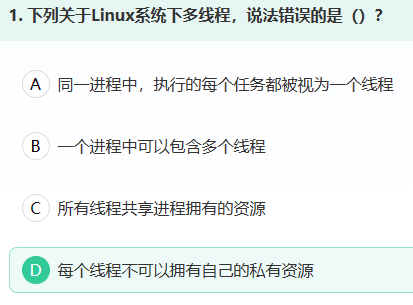 1. 下列关于Linux系统下多线程，说法错误的是（）？
A 同一进程中，执行的每个任务都被视为一个线程
B 一个进程中可以包含多个线程
C 所有线程共享进程拥有的资源
D 每个线程不可以拥有自己的私有资源